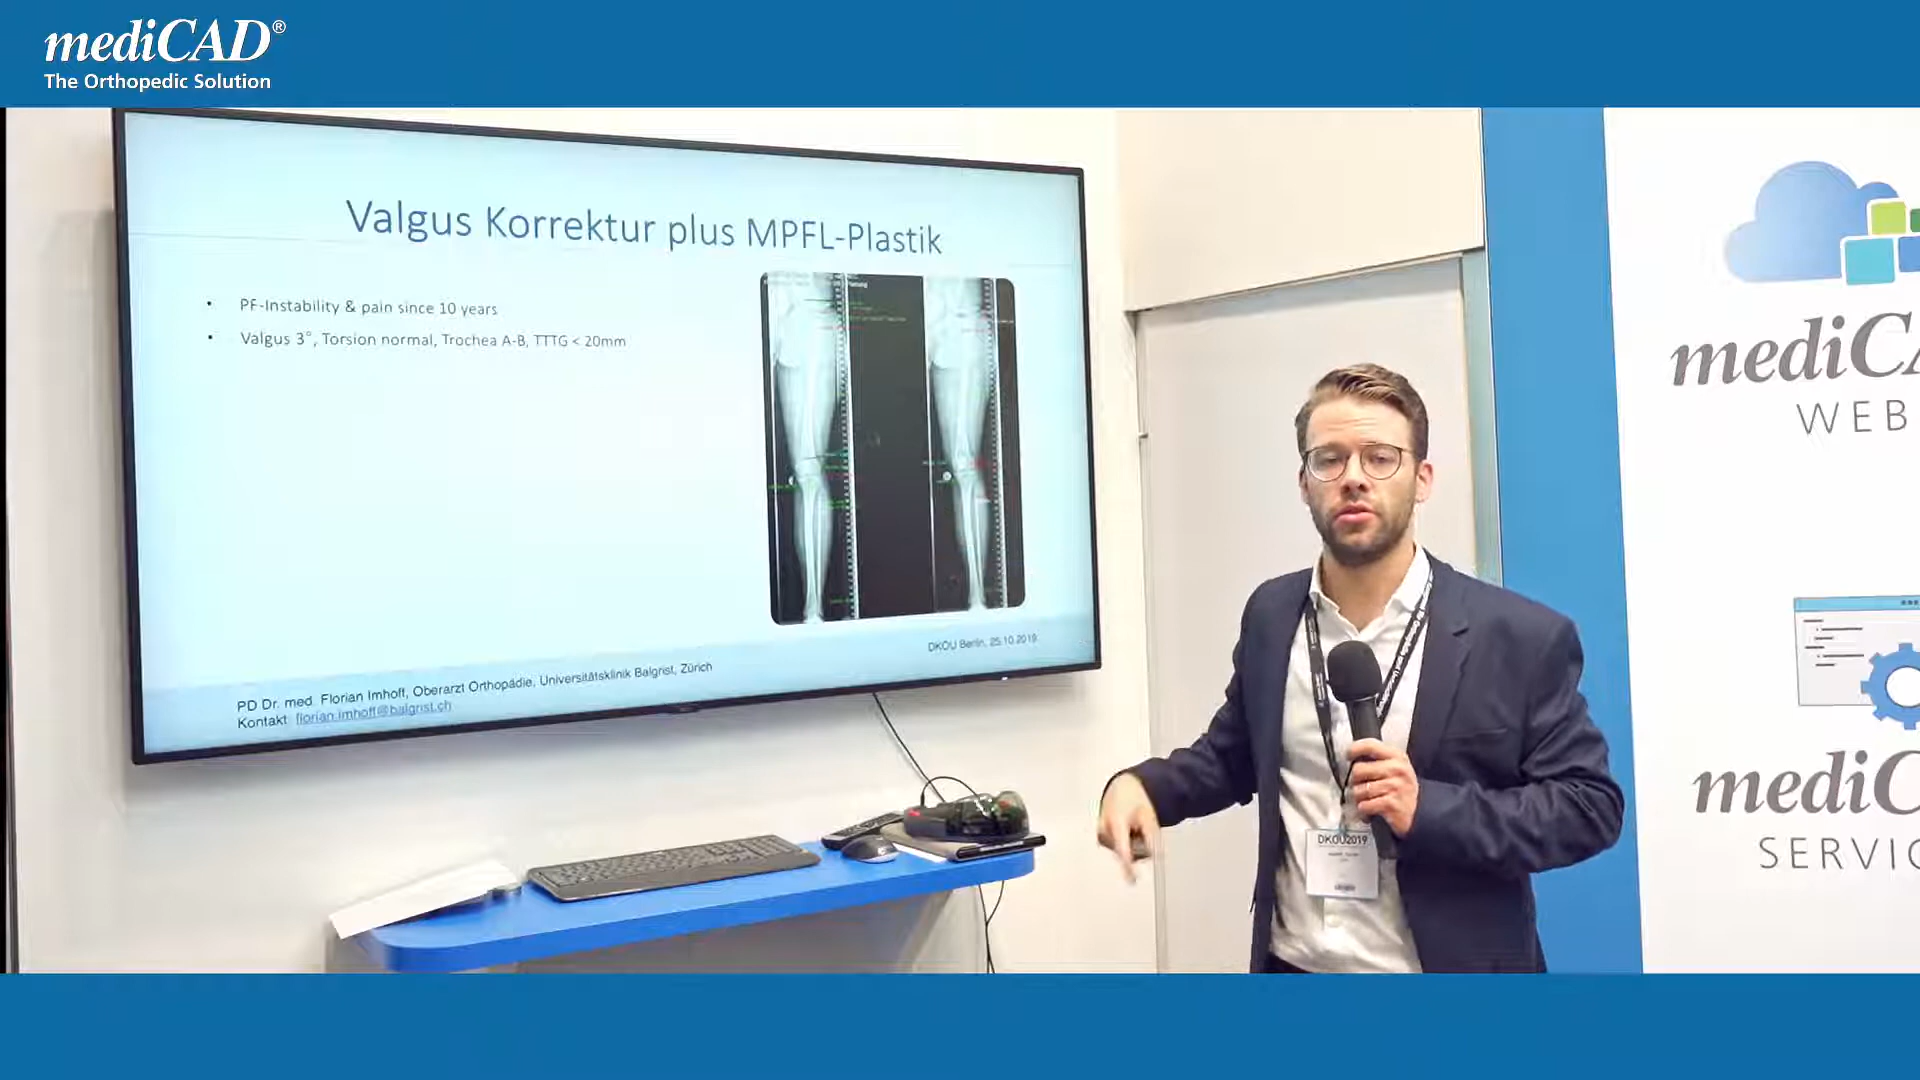 mediCAD®
The Orthopedic Solution
Valgus Korrektur plus MPFL-Plastik
• PF-Instability & pain since 10 years
• Valgus 3°, Torsion normal, Trochea A-B, TTTG < 20mm
DKOU Berlin, 25.10.2019
PD Dr. med. Florian Imhoff, Oberarzt Orthopädie, Universitätsklinik Balgrist, Zürich
Kontakt: florian.imhoff@balgrist.ch
mediCA
WEB
mediC
SERVIC
DKOU2019